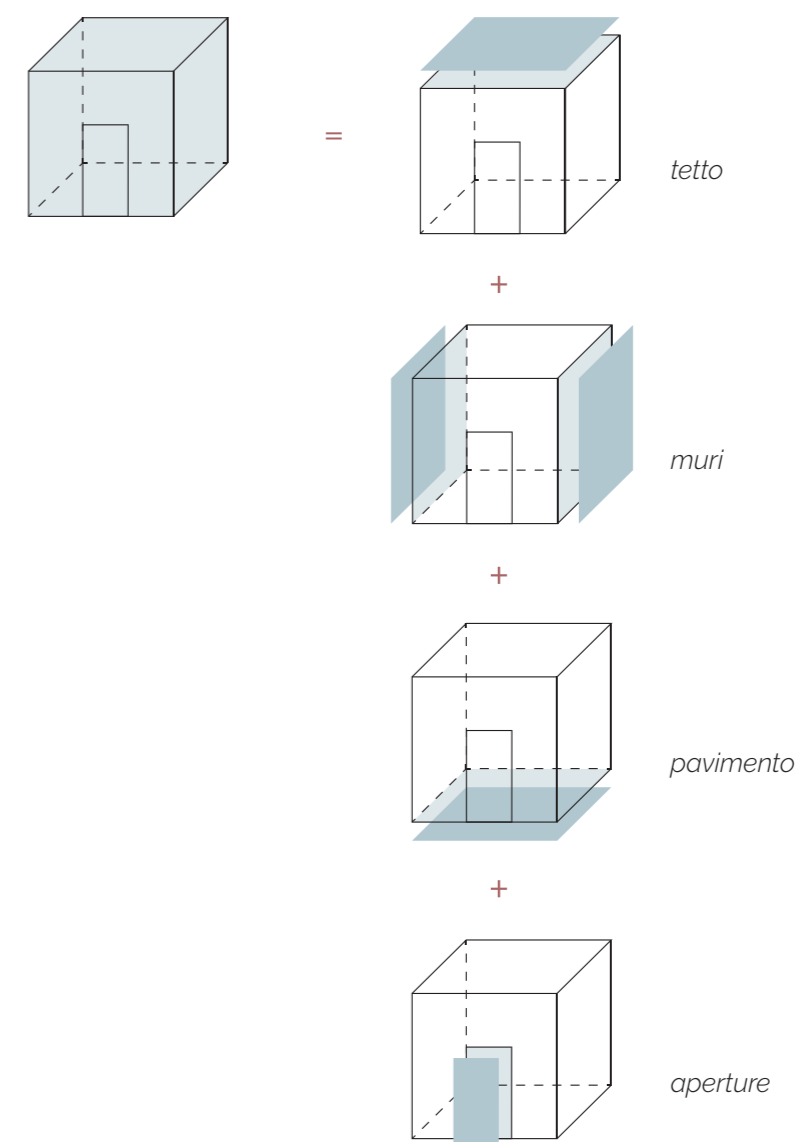 =
tetto
+
muri
+
pavimento
+
aperture